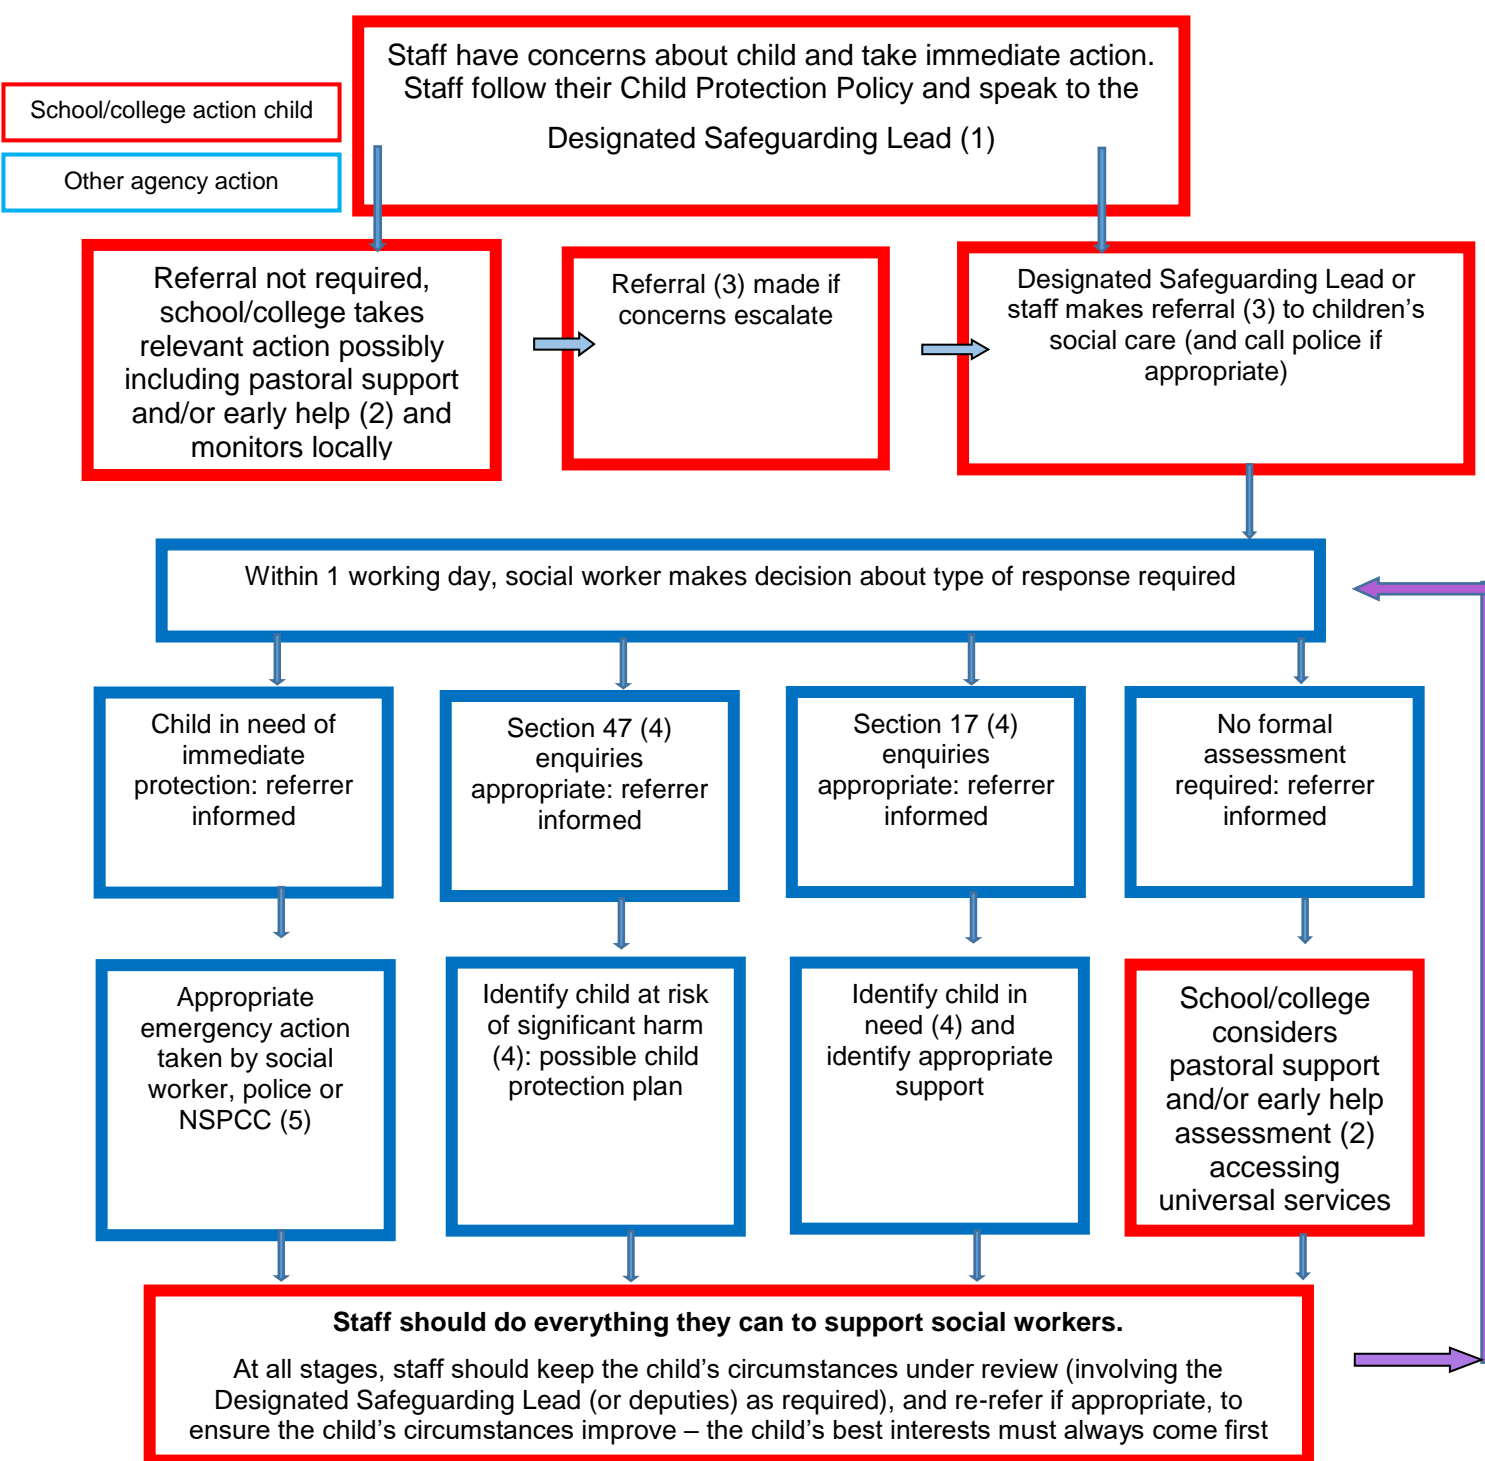 Staff have concerns about child and take immediate action.
Staff follow their Child Protection Policy and speak to the
Designated Safeguarding Lead (1)
School/college action child
Other agency action
Referral not required,
school/college takes
relevant action possibly
including pastoral support
and/or early help (2) and
monitors locally
Referral (3) made if
concerns escalate
Designated Safeguarding Lead or
staff makes referral (3) to children’s
social care (and call police if
appropriate)
Within 1 working day, social worker makes decision about type of response required
Child in need of
immediate
protection: referrer
informed
Section 47 (4)
enquiries
appropriate: referrer
informed
Section 17 (4)
enquiries
appropriate: referrer
informed
No formal
assessment
required: referrer
informed
Appropriate
emergency action
taken by social
worker, police or
NSPCC (5)
Identify child at risk
of significant harm
(4): possible child
protection plan
Identify child in
need (4) and
identify appropriate
support
School/college
considers
pastoral support
and/or early help
assessment (2)
accessing
universal services
Staff should do everything they can to support social workers.
At all stages, staff should keep the child’s circumstances under review (involving the
Designated Safeguarding Lead (or deputies) as required), and re-refer if appropriate, to
ensure the child’s circumstances improve – the child’s best interests must always come first